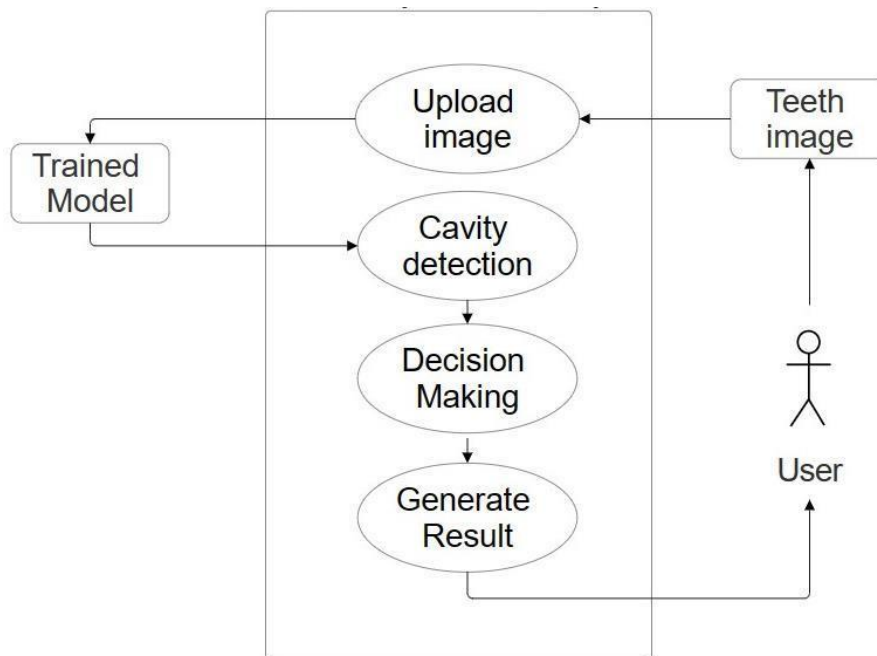 Upload
image
Teeth
image
Trained
Model
Cavity
detection
Decision
Making
User
Generate
Result